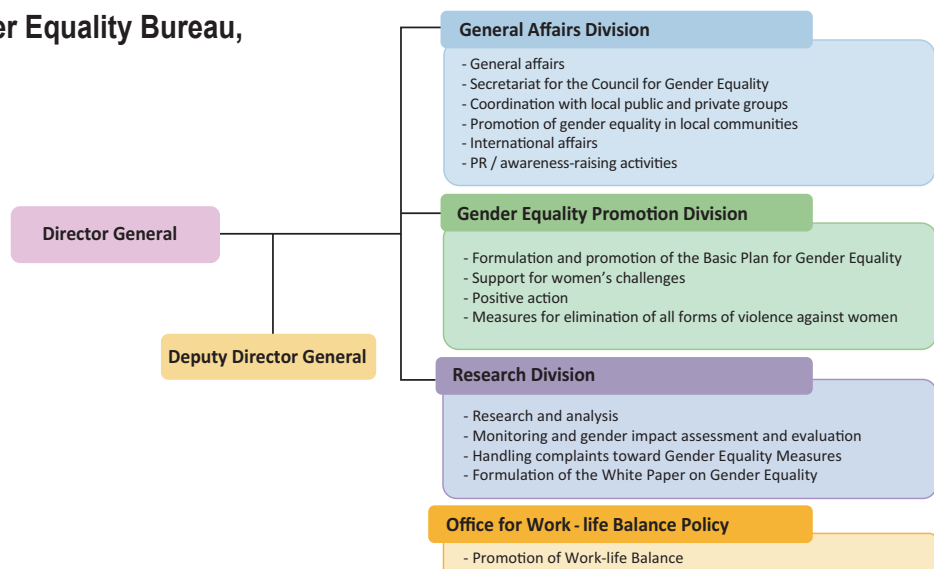 er Equality Bureau,
General Affairs Division
- General affairs
- Secretariat for the Council for Gender Equality
- Coordination with local public and private groups
- Promotion of gender equality in local communities
- International affairs
- PR / awareness-raising activities
Director General
Gender Equality Promotion Division
- Formulation and promotion of the Basic Plan for Gender Equality
- Support for women’s challenges
- Positive action
- Measures for elimination of all forms of violence against women
Deputy Director General
Research Division
- Research and analysis
- Monitoring and gender impact assessment and evaluation
- Handling complaints toward Gender Equality Measures
- Formulation of the White Paper on Gender Equality
Office for Work - life Balance Policy
- Promotion of Work-life Balance